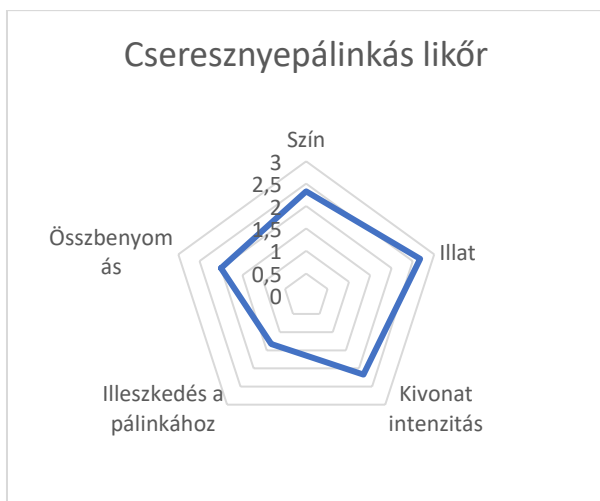 Cseresznyepálinkás likőr
Szín
3
2,5
2
1,5
1
0,5
0
Illat
Kivonat
intenzitás
Illeszkedés a
pálinkához
Összbenyom
ás